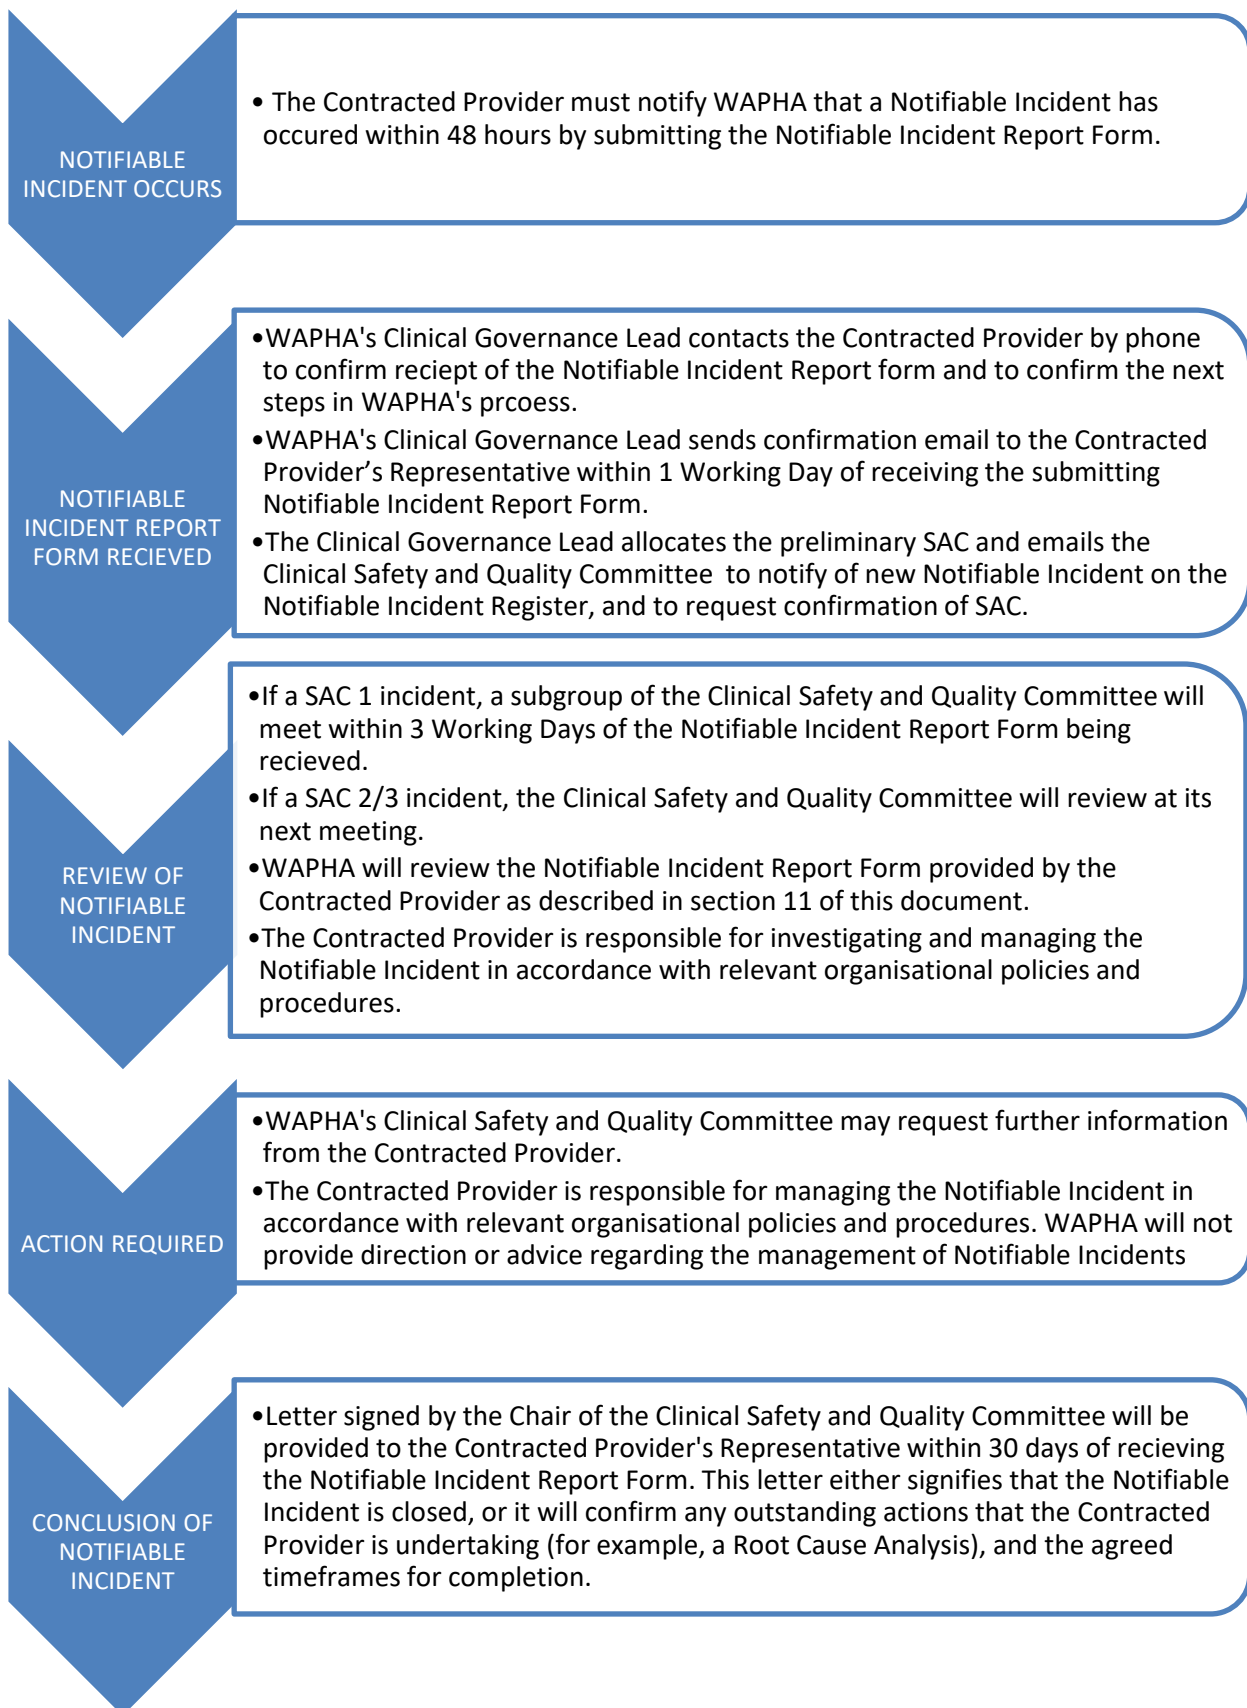 NOTIFIABLE
INCIDENT OCCURS
• The Contracted Provider must notify WAPHA that a Notifiable Incident has
occured within 48 hours by submitting the Notifiable Incident Report Form.
NOTIFIABLE
INCIDENT REPORT
FORM RECIEVED
•WAPHA's Clinical Governance Lead contacts the Contracted Provider by phone
to confirm reciept of the Notifiable Incident Report form and to confirm the next
steps in WAPHA's prcoess.
•WAPHA's Clinical Governance Lead sends confirmation email to the Contracted
Provider’s Representative within 1 Working Day of receiving the submitting
Notifiable Incident Report Form.
•The Clinical Governance Lead allocates the preliminary SAC and emails the
Clinical Safety and Quality Committee to notify of new Notifiable Incident on the
Notifiable Incident Register, and to request confirmation of SAC.
REVIEW OF
NOTIFIABLE
INCIDENT
•If a SAC 1 incident, a subgroup of the Clinical Safety and Quality Committee will
meet within 3 Working Days of the Notifiable Incident Report Form being
recieved.
•If a SAC 2/3 incident, the Clinical Safety and Quality Committee will review at its
next meeting.
•WAPHA will review the Notifiable Incident Report Form provided by the
Contracted Provider as described in section 11 of this document.
•The Contracted Provider is responsible for investigating and managing the
Notifiable Incident in accordance with relevant organisational policies and
procedures.
ACTION REQUIRED
•WAPHA's Clinical Safety and Quality Committee may request further information
from the Contracted Provider.
•The Contracted Provider is responsible for managing the Notifiable Incident in
accordance with relevant organisational policies and procedures. WAPHA will not
provide direction or advice regarding the management of Notifiable Incidents
CONCLUSION OF
NOTIFIABLE
INCIDENT
•Letter signed by the Chair of the Clinical Safety and Quality Committee will be
provided to the Contracted Provider's Representative within 30 days of recieving
the Notifiable Incident Report Form. This letter either signifies that the Notifiable
Incident is closed, or it will confirm any outstanding actions that the Contracted
Provider is undertaking (for example, a Root Cause Analysis), and the agreed
timeframes for completion.